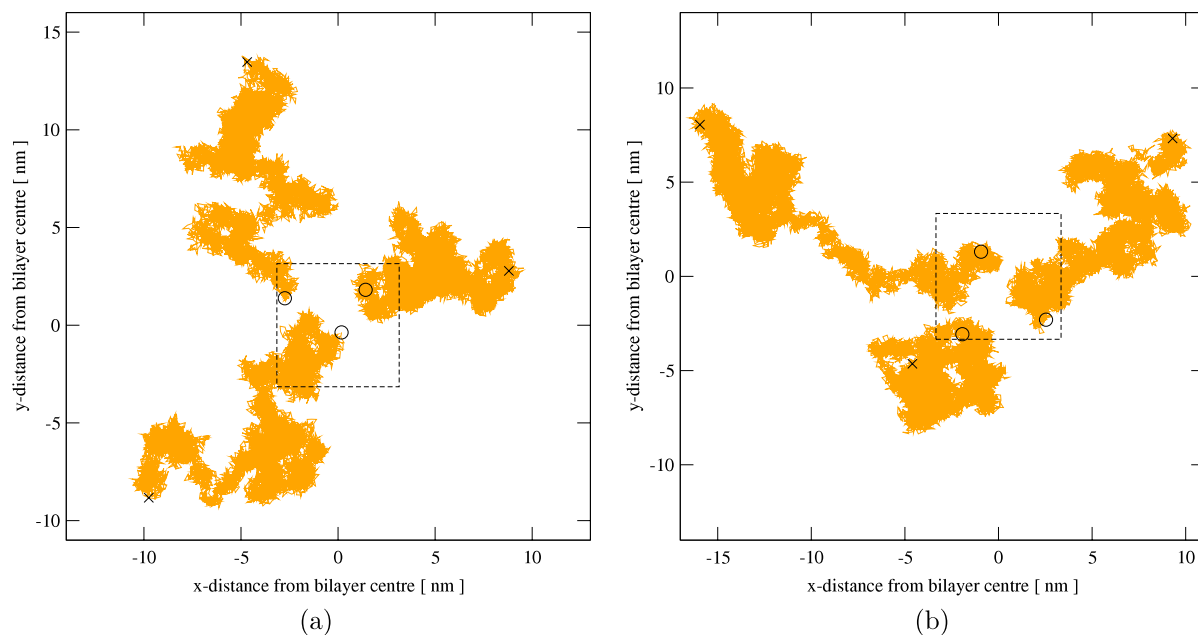 15
10
5
0
-5
-10
y-distance from bilayer centre [ nm ]
-10 -5 0 5 10
x-distance from bilayer centre [ nm ]
(a)
10
5
0
-5
-10
y-distance from bilayer centre [ nm ]
-15 -10 -5 0 5 10
x-distance from bilayer centre [ nm ]
(b)